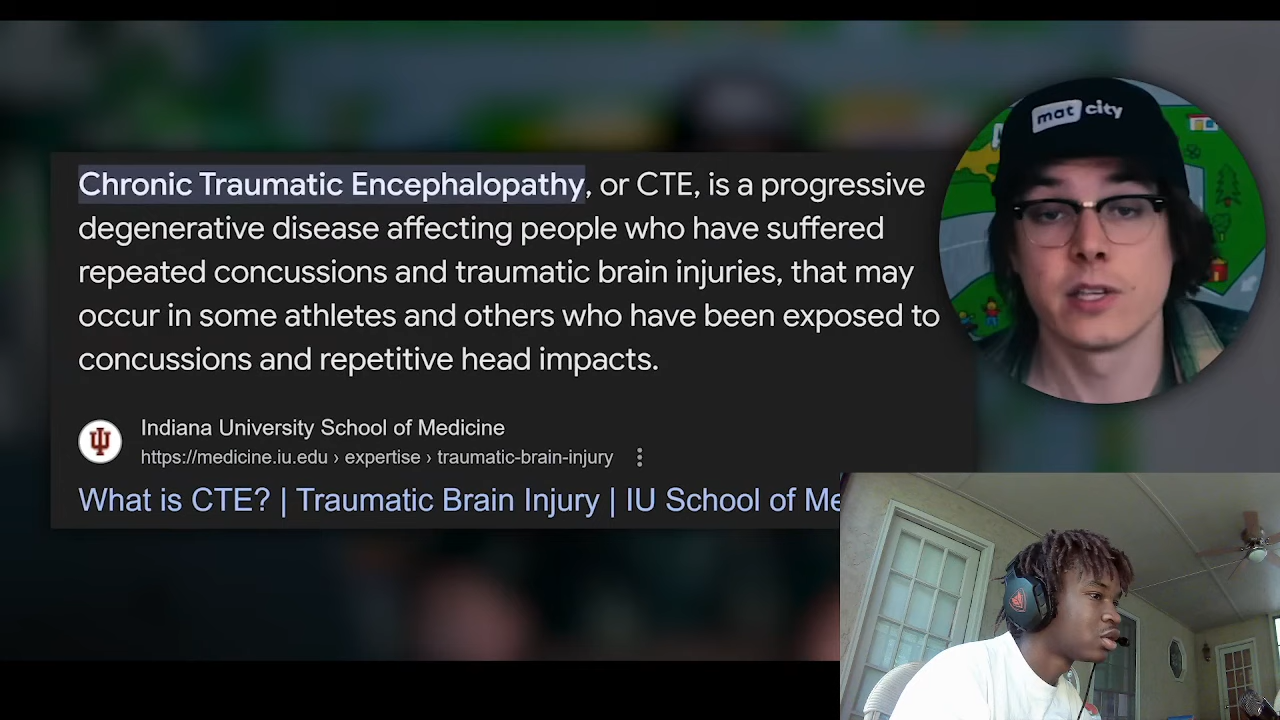 mat city
Chronic Traumatic Encephalopathy, or CTE, is a progressive
degenerative disease affecting people who have suffered
repeated concussions and traumatic brain injuries, that may
occur in some athletes and others who have been exposed to
concussions and repetitive head impacts.
Indiana University School of Medicine
https://medicine.iu.edu › expertise › traumatic-brain-injury
What is CTE? | Traumatic Brain Injury | IU School of Me